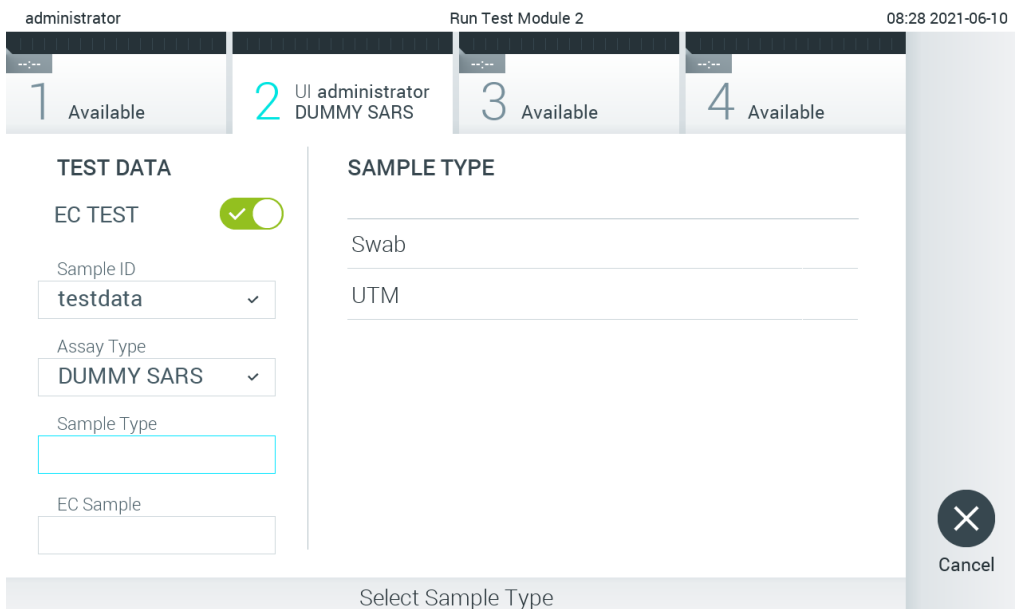 administrator Run Test Module 2 08:28 2021-06-10
--:-- --:-- --:--
1 Available
2 UI administrator
DUMMY SARS
3 Available
4 Available
TEST DATA
EC TEST
Sample ID
testdata
Assay Type
DUMMY SARS
Sample Type
EC Sample
SAMPLE TYPE
Swab
UTM
Cancel
Select Sample Type